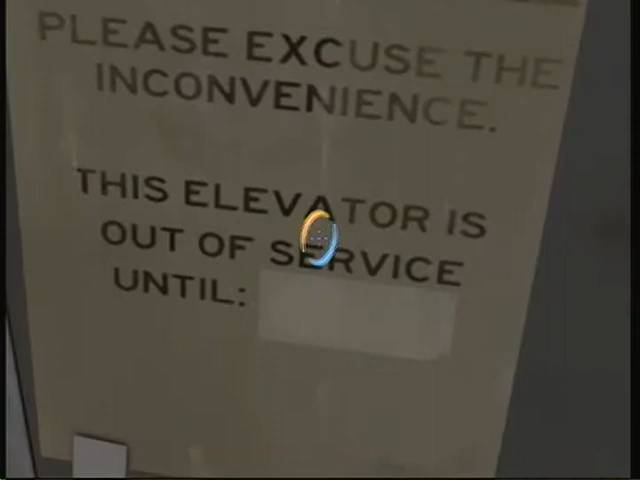 PLEASE EXCUSE THE
INCONVENIENCE.
THIS ELEVATOR IS
OUT OF SERVICE
UNTIL: